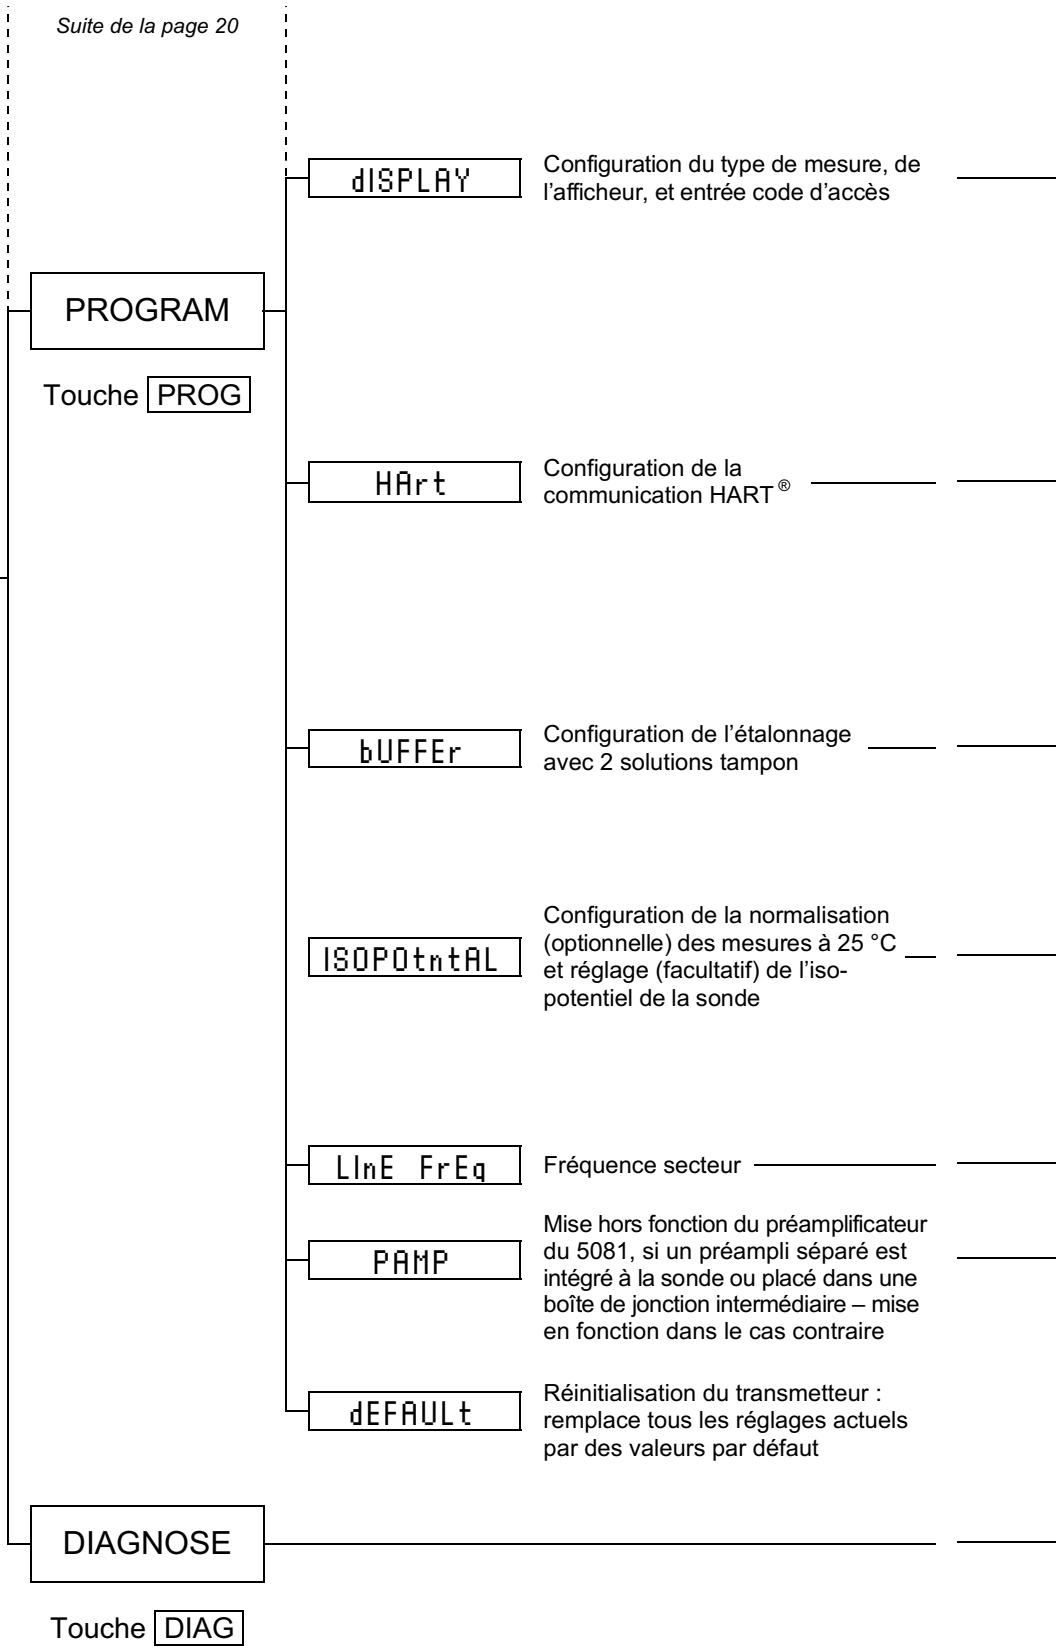 Suite de la page 20
dISPLAY
Configuration du type de mesure, de
l’afficheur, et entrée code d’accès
PROGRAM
Touche PROG
HArt
Configuration de la
communication HART ®
bUFFEr
Configuration de l’étalonnage
avec 2 solutions tampon
ISOPOtntAL
Configuration de la normalisation
(optionnelle) des mesures à 25 °C
et réglage (facultatif) de l’iso-
potentiel de la sonde
LInE FrEq
Fréquence secteur
PAMP
Mise hors fonction du préamplificateur
du 5081, si un préampli séparé est
intégré à la sonde ou placé dans une
boîte de jonction intermédiaire – mise
en fonction dans le cas contraire
dEFAULt
Réinitialisation du transmetteur :
remplace tous les réglages actuels
par des valeurs par défaut
DIAGNOSE
Touche DIAG